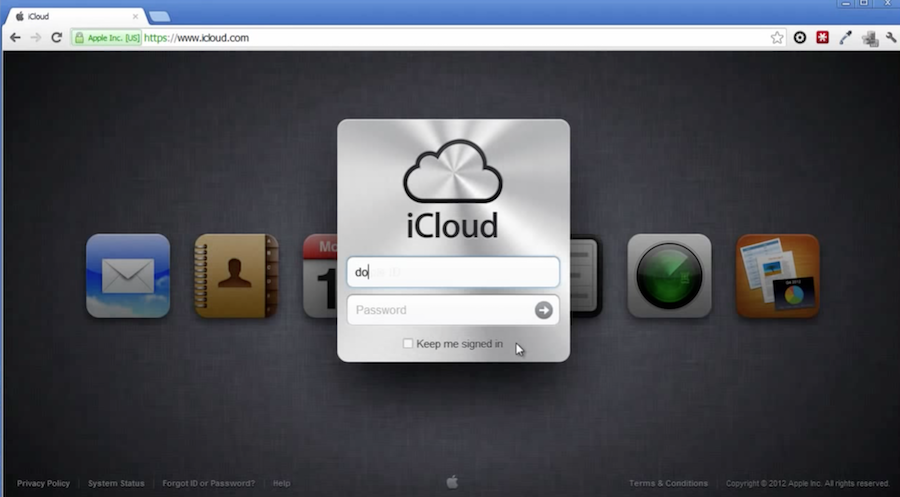 iCloud
Apple Inc. [US] https://www.icloud.com
iCloud
Mo
1
do
Password
Keep me signed in
Privacy Policy System Status Forgot ID or Password? Help
Terms & Conditions Copyright © 2012 Apple Inc. All rights reserved.